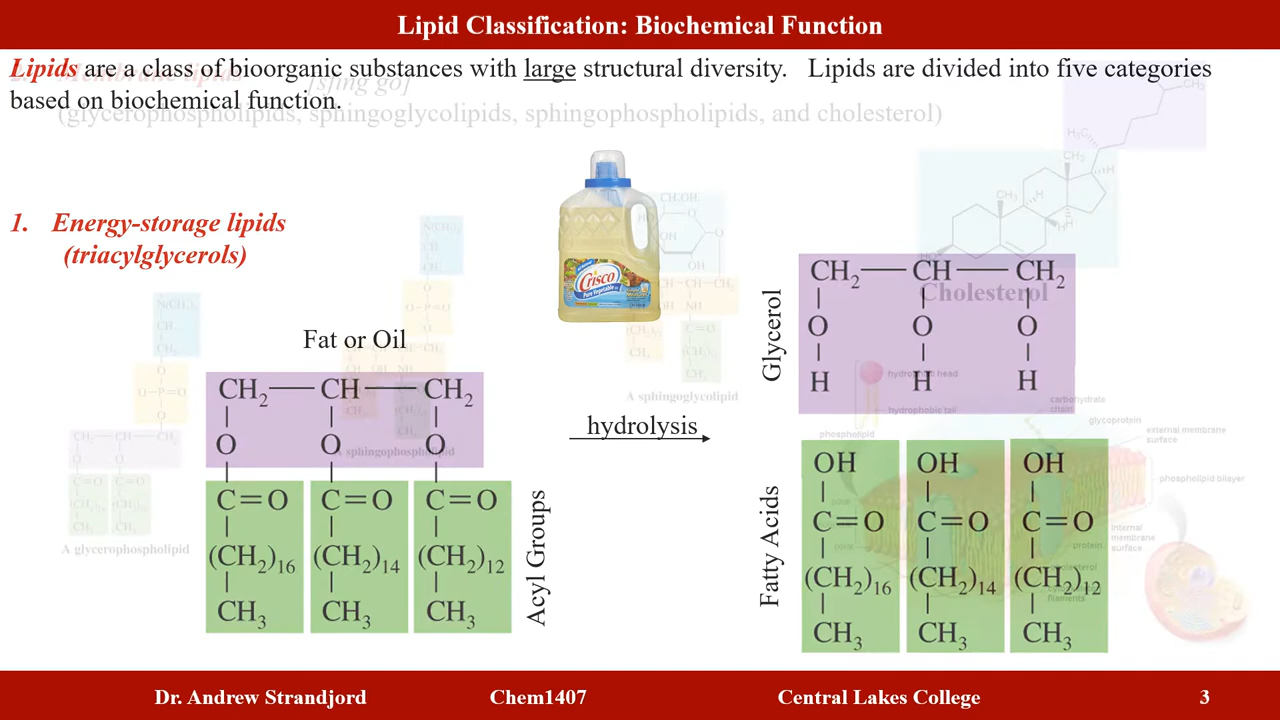 Lipid Classification: Biochemical Function
Lipids are a class of bioorganic substances with large structural diversity. Lipids are divided into five categories
based on biochemical function.
[sfing go]
(glycerophospholipids, sphingoglycolipids, sphingophospholipids, and cholesterol)
1. Energy-storage lipids
(triacylglycerols)
Crisco
Pure Vegetable
Fat or Oil
CH2 — CH — CH2
O O O
C=O C=O C=O
(CH2)16 (CH2)14 (CH2)12
CH3 CH3 CH3
Acyl Groups
hydrolysis
Glycerol
CH2 — CH — CH2
O O O
H H H
Fatty Acids
OH OH OH
C=O C=O C=O
(CH2)16 (CH2)14 (CH2)12
CH3 CH3 CH3
Cholesterol
A sphingoglycolipid
A sphingophospholipid
A glycerophospholipid
hydrophobic tail
phospholipid
carbohydrate
chain
glycoprotein
external membrane
surface
phospholipid bilayer
internal
membrane
surface
protein
Dr. Andrew Strandjord Chem1407 Central Lakes College 3